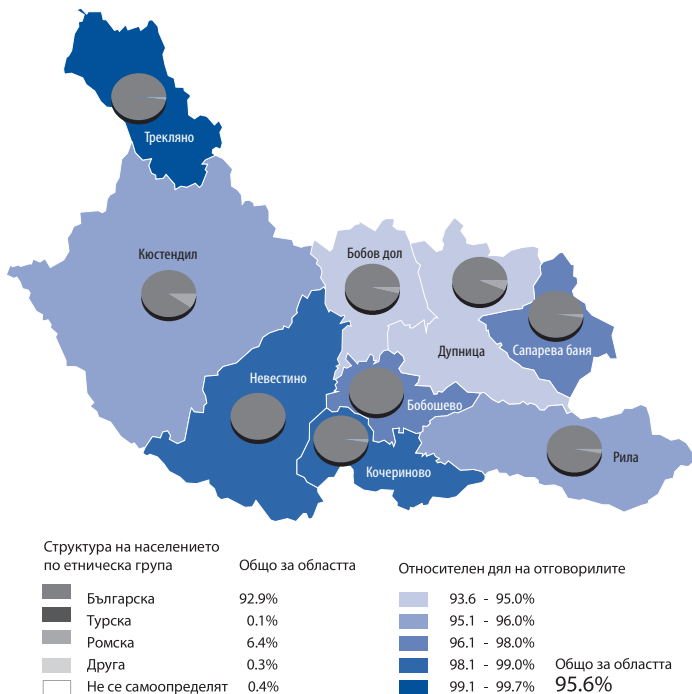 Трекляно
Кюстендил
Бобов дол
Дупница
Сапарева баня
Невестино
Бобошево
Кочериново
Рила
Структура на населението
по етническа група
Общо за областта
Българска 92.9%
Турска 0.1%
Ромска 6.4%
Друга 0.3%
Не се самоопределят 0.4%
Относителен дял на отговорилите
93.6 - 95.0%
95.1 - 96.0%
96.1 - 98.0%
98.1 - 99.0%
99.1 - 99.7%
Общо за областта
95.6%